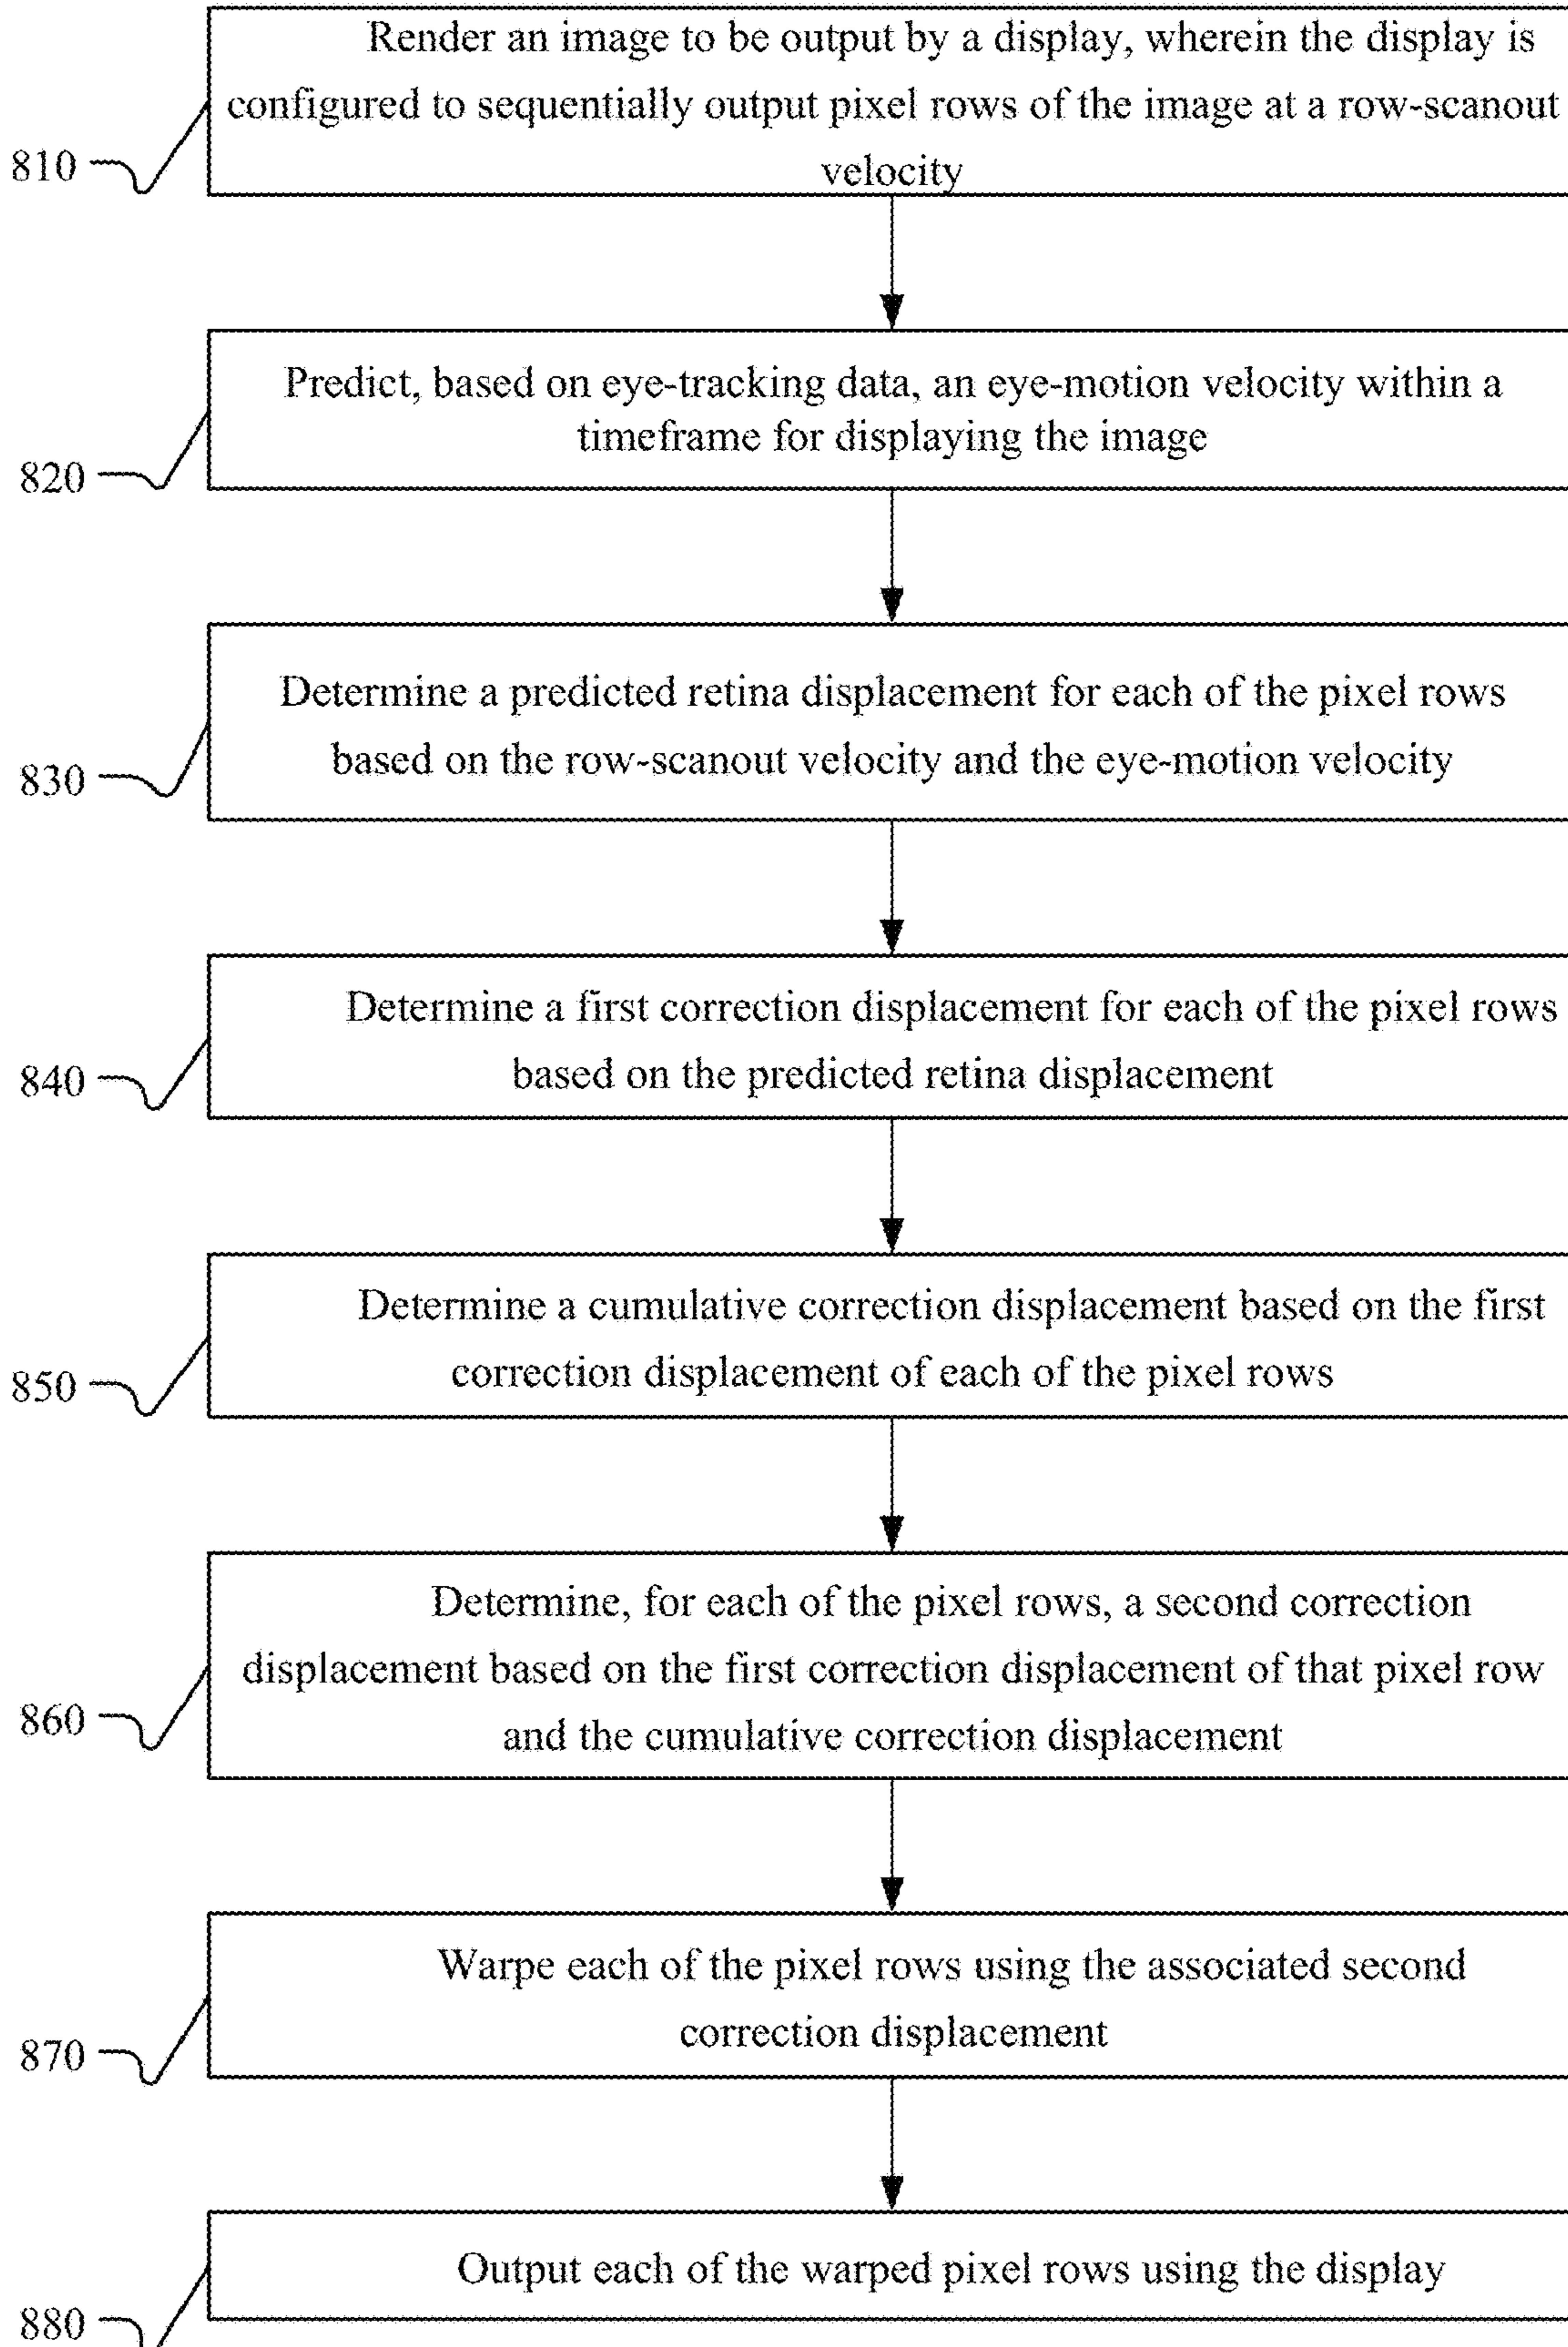 Render an image to be output by a display, wherein the display is
configured to sequentially output pixel rows of the image at a row-scanout
velocity
810
Predict, based on eye-tracking data, an eye-motion velocity within a
timeframe for displaying the image
820
Determine a predicted retina displacement for each of the pixel rows
based on the row-scanout velocity and the eye-motion velocity
830
Determine a first correction displacement for each of the pixel rows
based on the predicted retina displacement
840
Determine a cumulative correction displacement based on the first
correction displacement of each of the pixel rows
850
Determine, for each of the pixel rows, a second correction
displacement based on the first correction displacement of that pixel row
and the cumulative correction displacement
860
Warpe each of the pixel rows using the associated second
correction displacement
870
Output each of the warped pixel rows using the display
880